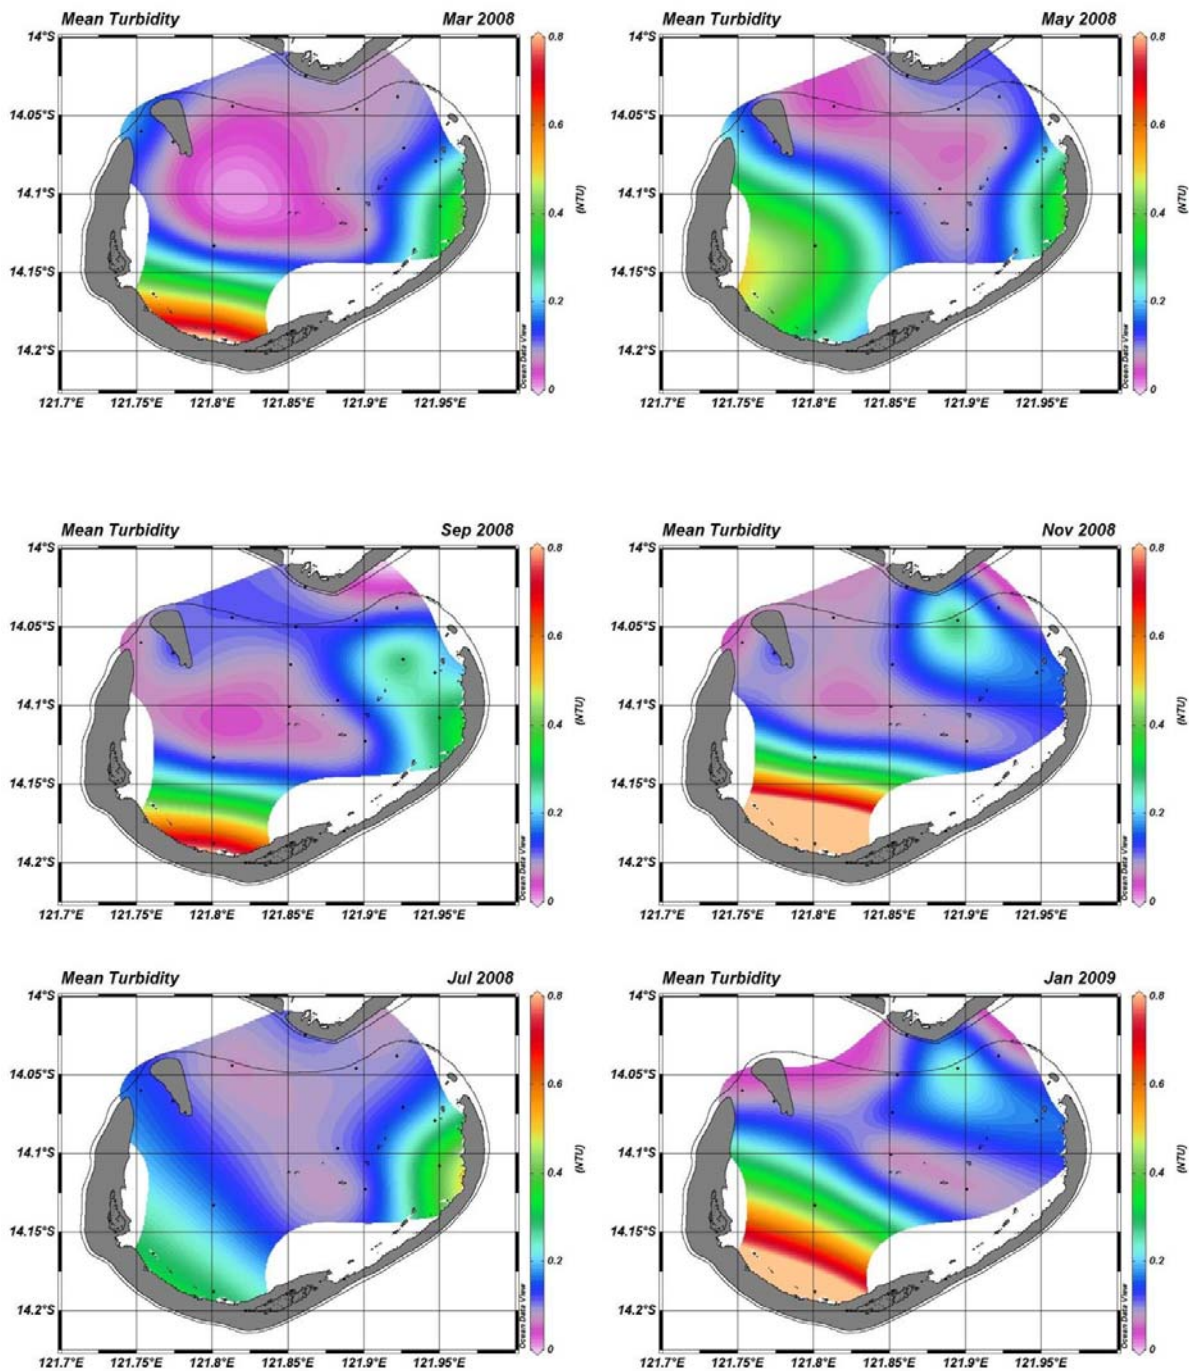 Mean Turbidity Mar 2008
14°S
14.05°S
14.1°S
14.15°S
14.2°S
121.7°E 121.75°E 121.8°E 121.85°E 121.9°E 121.95°E
0.8
0.6
0.4
0.2
0
(NTU)
Ocean Data View
Mean Turbidity May 2008
14°S
14.05°S
14.1°S
14.15°S
14.2°S
121.7°E 121.75°E 121.8°E 121.85°E 121.9°E 121.95°E
0.8
0.6
0.4
0.2
0
(NTU)
Ocean Data View
Mean Turbidity Sep 2008
14°S
14.05°S
14.1°S
14.15°S
14.2°S
121.7°E 121.75°E 121.8°E 121.85°E 121.9°E 121.95°E
0.8
0.6
0.4
0.2
0
(NTU)
Ocean Data View
Mean Turbidity Nov 2008
14°S
14.05°S
14.1°S
14.15°S
14.2°S
121.7°E 121.75°E 121.8°E 121.85°E 121.9°E 121.95°E
0.8
0.6
0.4
0.2
0
(NTU)
Ocean Data View
Mean Turbidity Jul 2008
14°S
14.05°S
14.1°S
14.15°S
14.2°S
121.7°E 121.75°E 121.8°E 121.85°E 121.9°E 121.95°E
0.8
0.6
0.4
0.2
0
(NTU)
Ocean Data View
Mean Turbidity Jan 2009
14°S
14.05°S
14.1°S
14.15°S
14.2°S
121.7°E 121.75°E 121.8°E 121.85°E 121.9°E 121.95°E
0.8
0.6
0.4
0.2
0
(NTU)
Ocean Data View